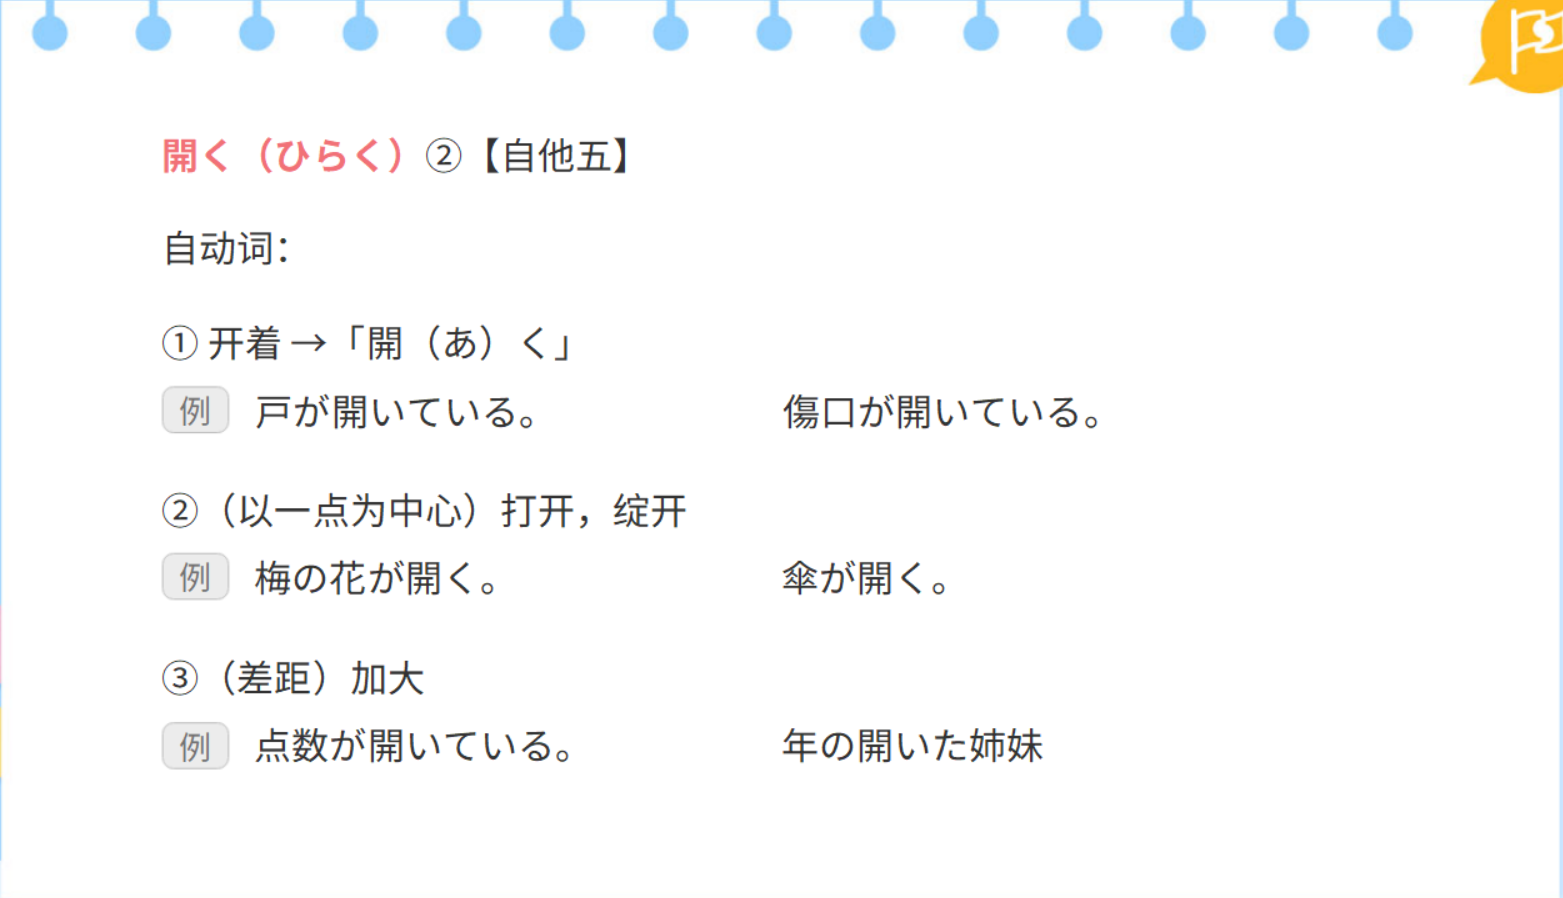 開く（ひらく）②【自他五】
自动词：
① 开着 →「開（あ）く」
例 戸が開いている。 傷口が開いている。
②（以一点为中心）打开，绽开
例 梅の花が開く。 傘が開く。
③（差距）加大
例 点数が開いている。 年の開いた姉妹